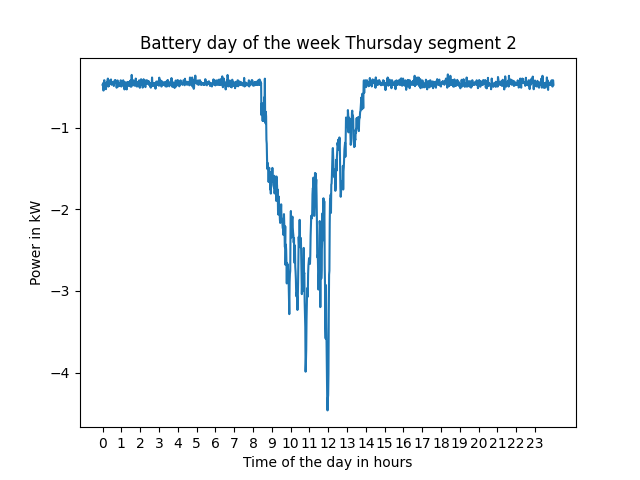 Battery day of the week Thursday segment 2
Power in kW
−1
−2
−3
−4
0 1 2 3 4 5 6 7 8 9 10 11 12 13 14 15 16 17 18 19 20 21 22 23
Time of the day in hours